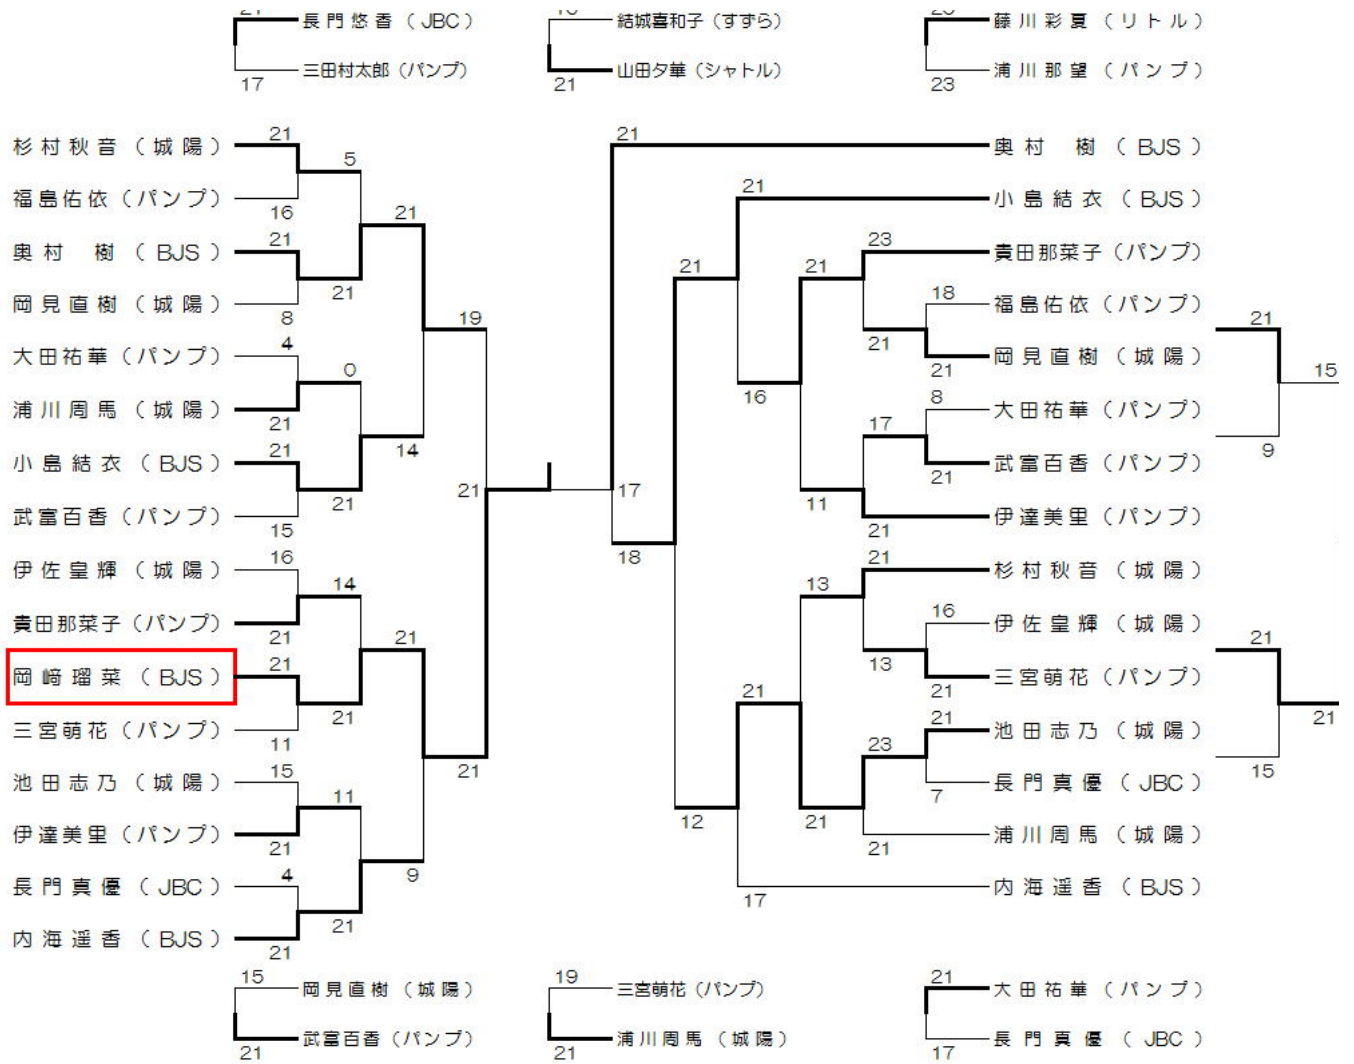 長門悠香（JBC）
三田村太郎（パンプ）
17
結城喜和子（すずら）
山田夕華（シャトル）
21
藤川彩夏（リトル）
浦川那望（パンプ）
23
杉村秋音（城陽）
21
5
福島佑依（パンプ）
16
21
奥村　樹（BJS）
21
21
岡見直樹（城陽）
8
19
大田祐華（パンプ）
4
0
浦川周馬（城陽）
21
14
小島結衣（BJS）
21
21
武富百香（パンプ）
15
21
伊佐皇輝（城陽）
16
14
貴田那菜子（パンプ）
21
21
岡﨑瑠菜（BJS）
21
21
三宮萌花（パンプ）
11
21
池田志乃（城陽）
15
11
伊達美里（パンプ）
21
9
長門真優（JBC）
4
21
内海遥香（BJS）
21
21
奥村　樹（BJS）
21
小島結衣（BJS）
21
21
23
貴田那菜子（パンプ）
18
福島佑依（パンプ）
21
岡見直樹（城陽）
21
16
8
大田祐華（パンプ）
17
武富百香（パンプ）
21
17
11
伊達美里（パンプ）
21
18
21
杉村秋音（城陽）
13
16
伊佐皇輝（城陽）
13
三宮萌花（パンプ）
21
21
21
池田志乃（城陽）
23
長門真優（JBC）
7
12
21
浦川周馬（城陽）
21
内海遥香（BJS）
17
21
15
9
21
21
15
15
岡見直樹（城陽）
武富百香（パンプ）
21
19
三宮萌花（パンプ）
浦川周馬（城陽）
21
21
大田祐華（パンプ）
長門真優（JBC）
17